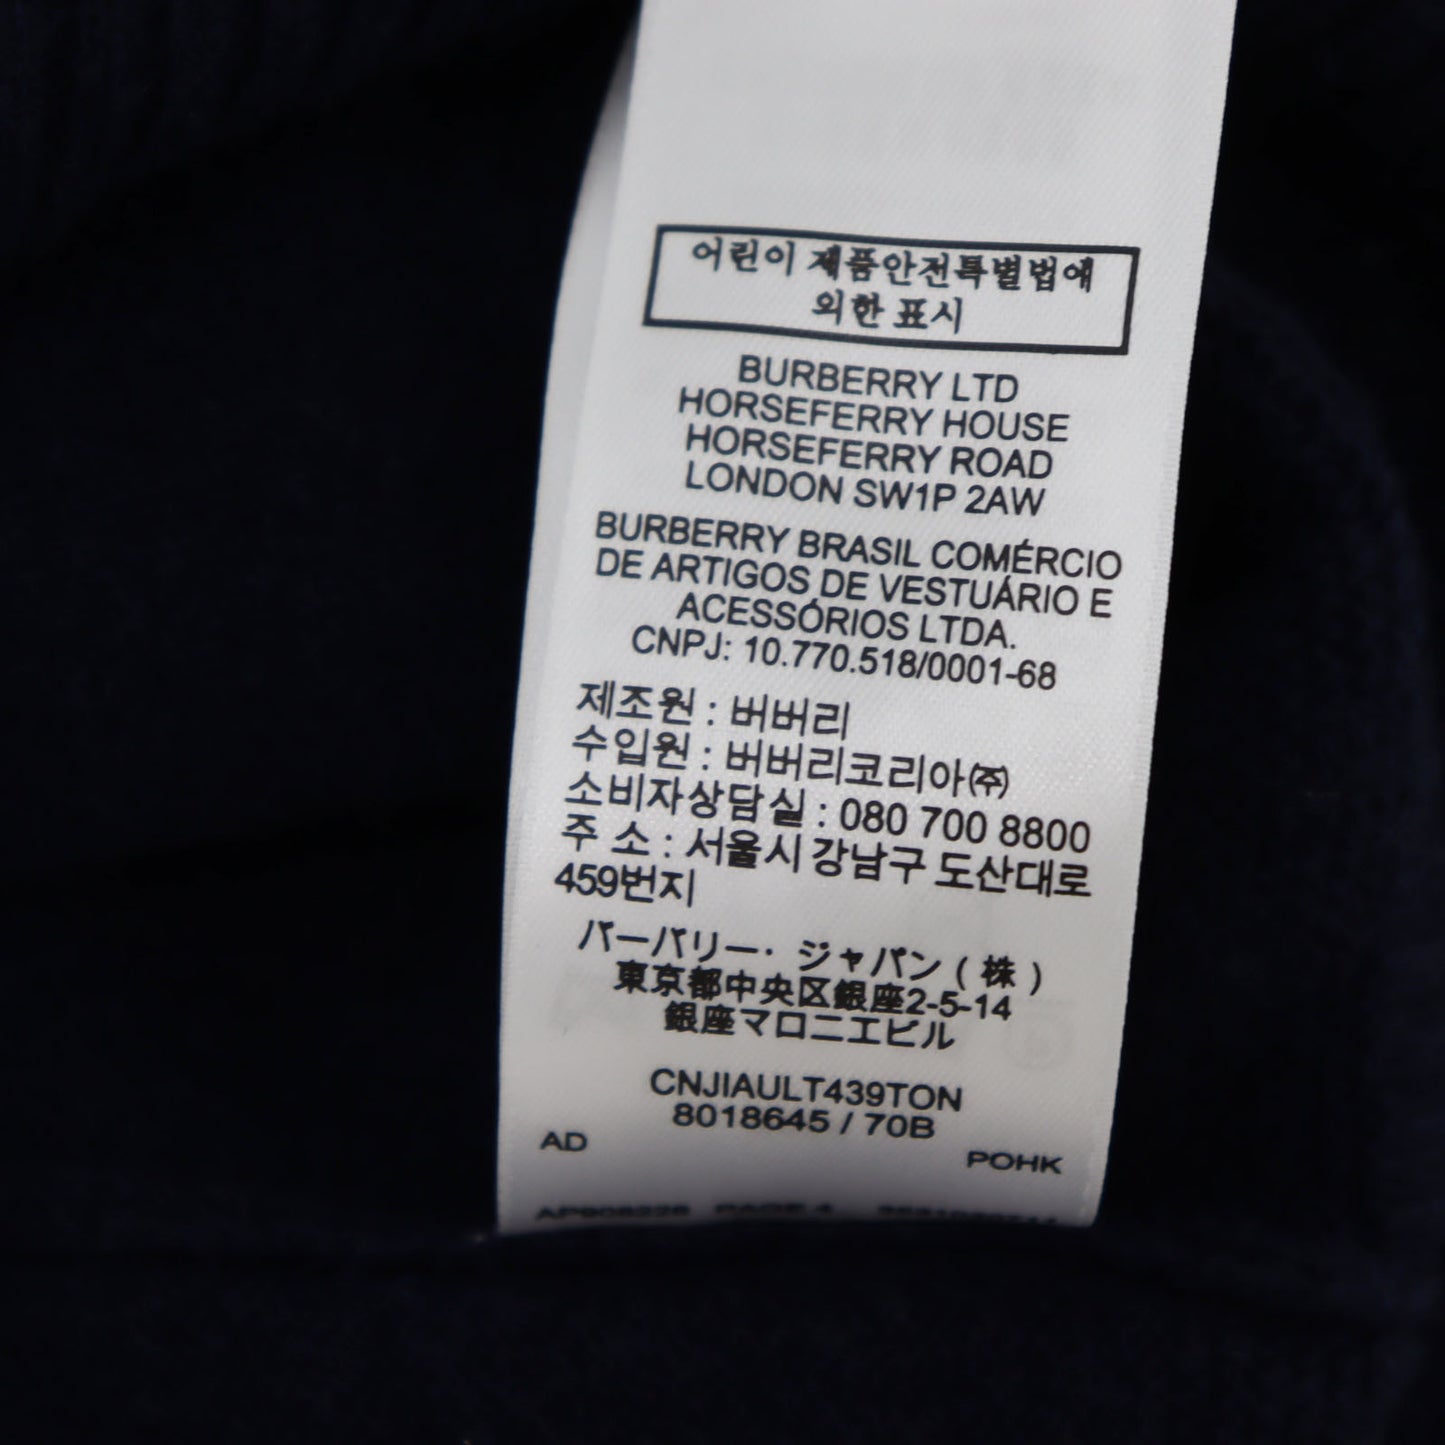 어린이 제품안전특별법에
의한 표시
BURBERRY LTD
HORSEFERRY HOUSE
HORSEFERRY ROAD
LONDON SW1P 2AW
BURBERRY BRASIL COMÉRCIO
DE ARTIGOS DE VESTUÁRIO E
ACESSÓRIOS LTDA.
CNPJ: 10.770.518/0001-68
제조원 : 버버리
수입원 : 버버리코리아㈜
소비자상담실 : 080 700 8800
주 소 : 서울시 강남구 도산대로
459번지
バーバリー・ジャパン ( 株 )
東京都中央区銀座2-5-14
銀座マロニエビル
CNJIAULT439TON
8018645 / 70B
AD POHK
PAGE 4